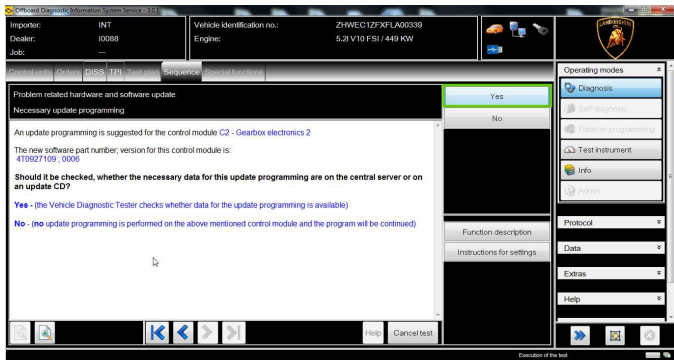 Offboard Diagnostic Information System Service - 3.0.2
Importer: INT
Dealer: I0088
Job: ---
Vehicle identification no.: ZHWEC1ZFXFLA00339
Engine: 5.2l V10 FSI / 449 KW
LAMBORGHINI
Control units Orders DISS TPI Test plan Sequence Special functions
Problem related hardware and software update
Necessary update programming
An update programming is suggested for the control module C2 - Gearbox electronics 2
The new software part number; version for this control module is:
4T0927109 ; 0006
Should it be checked, whether the necessary data for this update programming are on the central server or on
an update CD?
Yes - (the Vehicle Diagnostic Tester checks whether data for the update programming is available)
No - (no update programming is performed on the above mentioned control module and the program will be continued)
Yes
No
Function description
Instructions for settings
Help
Cancel test
Operating modes
Diagnosis
Self-diagnosis
Flash re-programming
Test instrument
Info
Admin
Protocol
Data
Extras
Help
Execution of the test